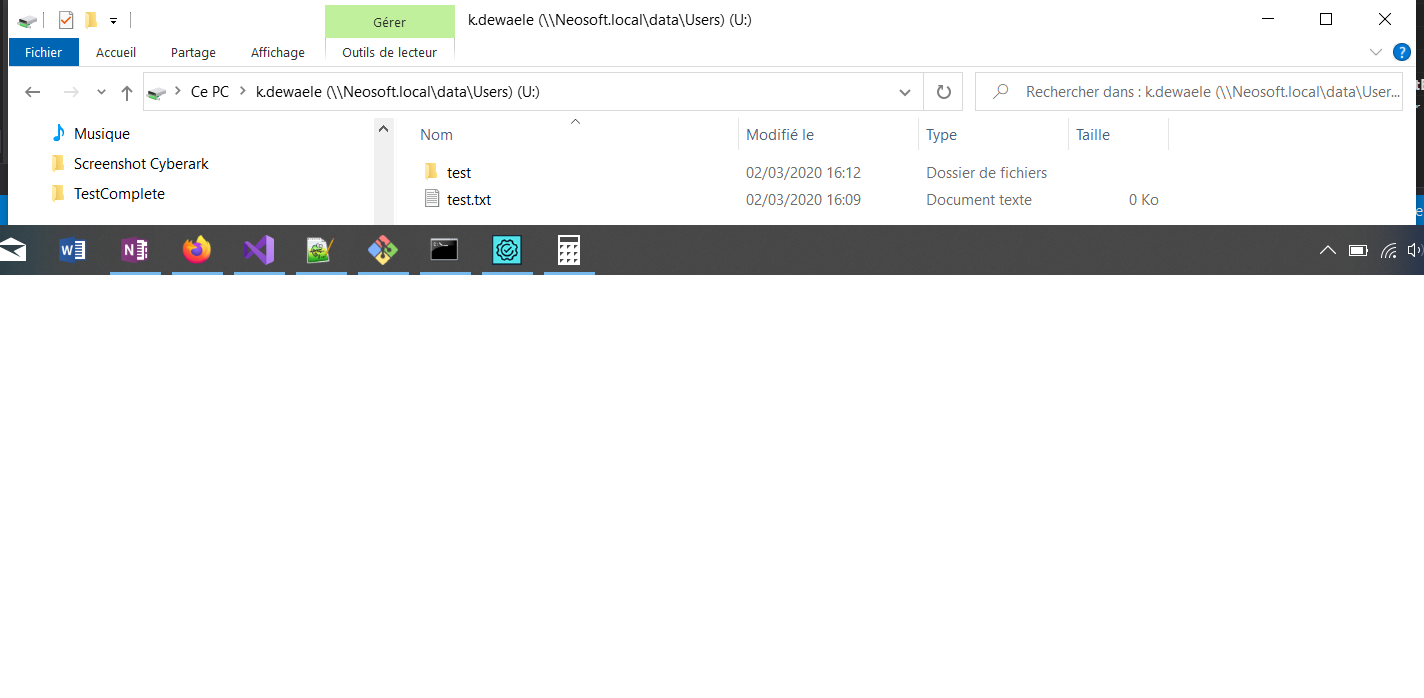 Gérer
k.dewaele (\\Neosoft.local\data\Users) (U:)
Fichier
Accueil
Partage
Affichage
Outils de lecteur
?
Ce PC > k.dewaele (\\Neosoft.local\data\Users) (U:)
Rechercher dans : k.dewaele (\\Neosoft.local\data\User...
Musique
Screenshot Cyberark
TestComplete
Nom
Modifié le
Type
Taille
test
02/03/2020 16:12
Dossier de fichiers
test.txt
02/03/2020 16:09
Document texte
0 Ko